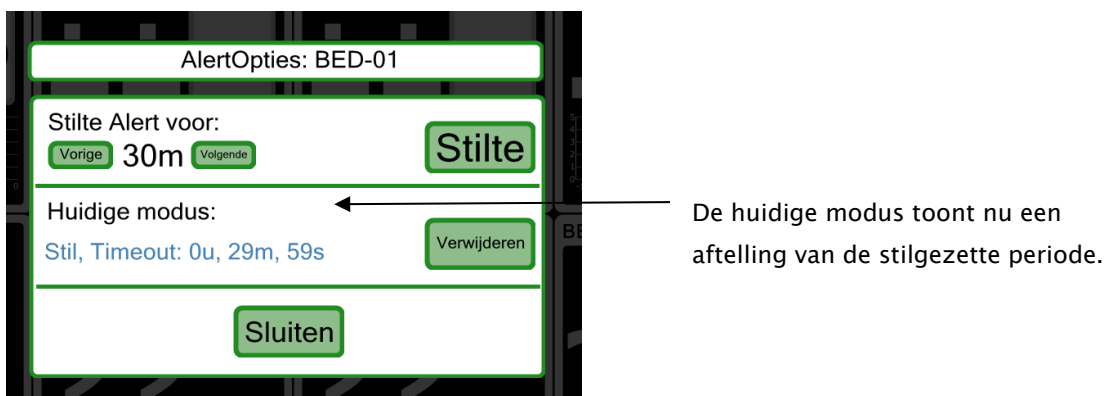 AlertOpties: BED-01
Stilte Alert voor:
Vorige 30m Volgende
Stilte
Huidige modus:
Stil, Timeout: 0u, 29m, 59s
Verwijderen
Sluiten
De huidige modus toont nu een
aftelling van de stilgezette periode.